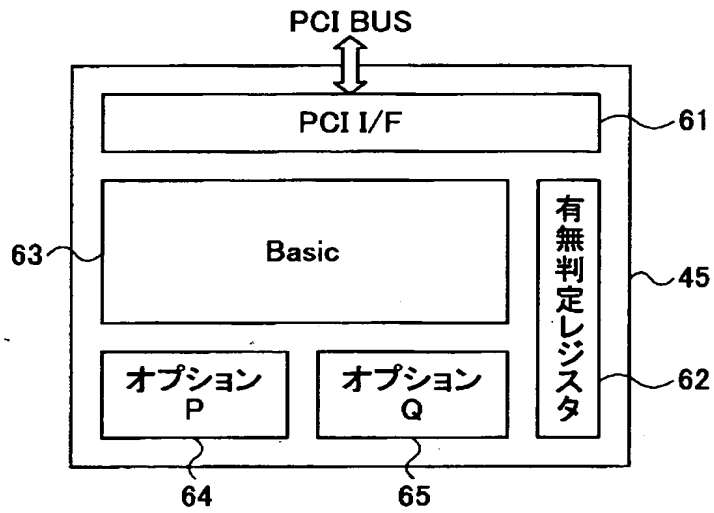 PCI BUS
PCI I/F
61
63
Basic
有無判定レジスタ
45
オプション
P
オプション
Q
62
64
65